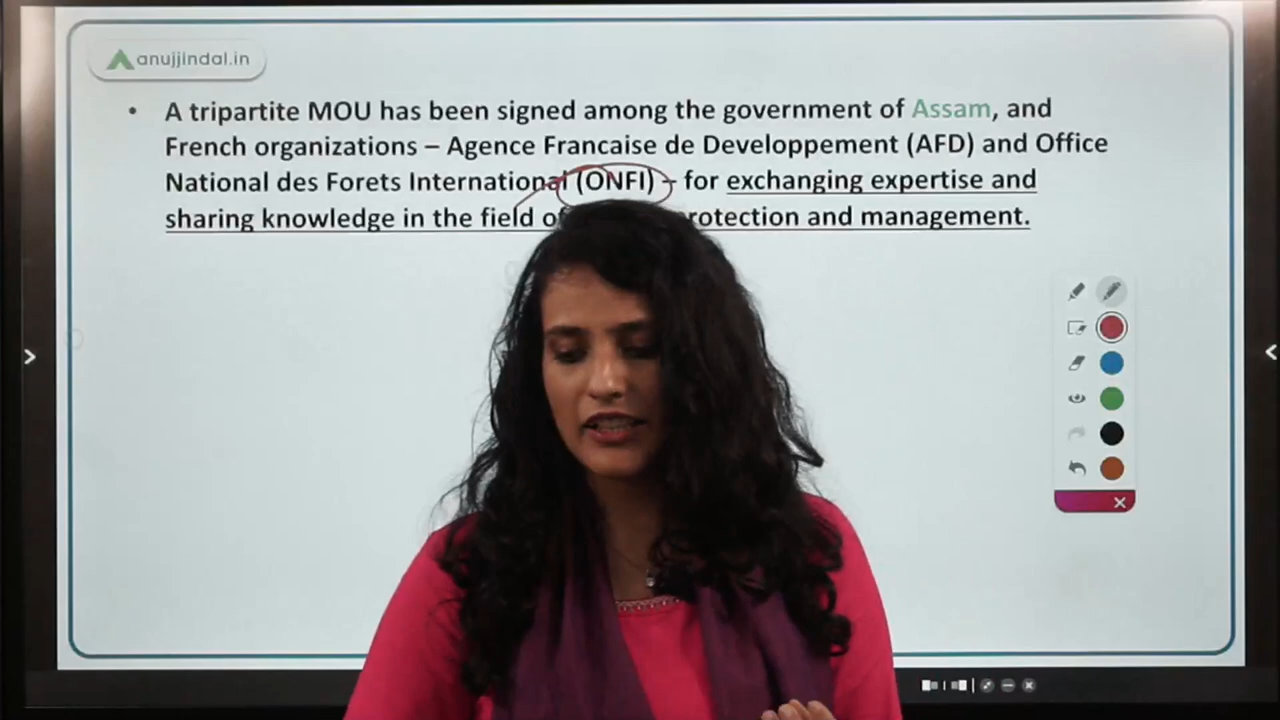 anujjindal.in
• A tripartite MOU has been signed among the government of Assam, and
French organizations – Agence Francaise de Developpement (AFD) and Office
National des Forets International (ONFI) – for exchanging expertise and
sharing knowledge in the field of protection and management.